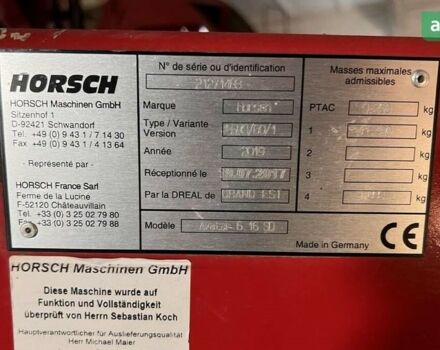 a
HORSCH
HORSCH Maschinen GmbH
Sitzenhof 1
D-92421 Schwandorf
Tel. +49 (0) 9 43 1 / 71430
Fax +49 (0) 9 43 1 / 4 13 64
- Représenté par -
HORSCH France Sarl
Ferme de la Lucine
F-52120 Châteauvillain
Tel. +33 (0) 3 25 02 79 80
Fax +33 (0) 3 25 02 79 88
N° de série ou d'identification
Marque Horsch
Type / Variante
Version
Année 2019
Réceptionné le
Par la DREAL de GRAND EST
Modèle
Masses maximales
admissibles
PTAC kg
1 kg
2 kg
3 kg
4 kg
Made in Germany
CE
HORSCH Maschinen GmbH
Diese Maschine wurde auf
Funktion und Vollständigkeit
überprüft von Herrn Sebastian Koch
Hauptverantwortlicher für Auslieferungsqualität
Herr Michael Maier